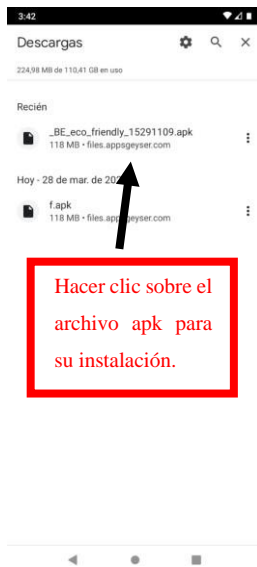 3:42
Descargas
224,98 MB de 110,41 GB en uso
Recién
_BE_eco_friendly_15291109.apk
118 MB • files.appsgeyser.com
Hoy - 28 de mar. de
f.apk
118 MB • files.appsgeyser.com
Hacer clic sobre el
archivo apk para
su instalación.